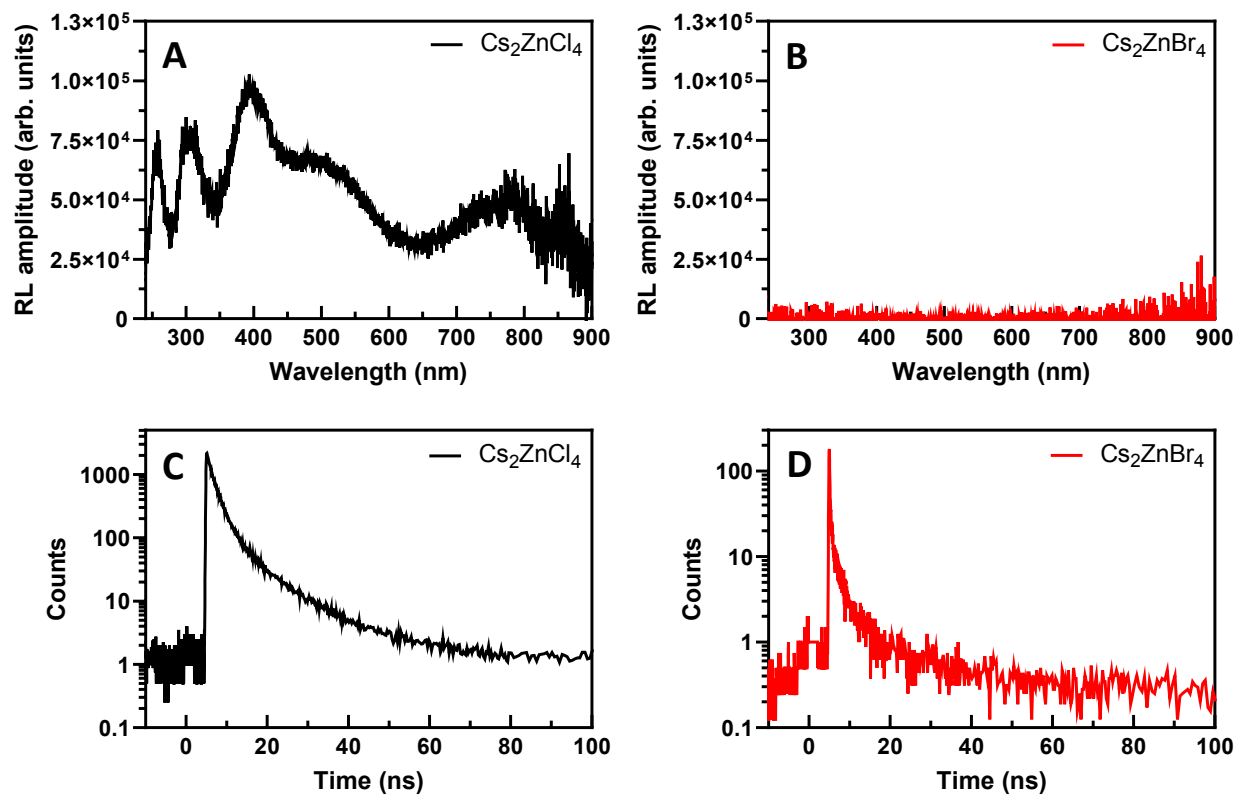 A
Cs₂ZnCl₄
RL amplitude (arb. units)
1.3×10⁵
1.0×10⁵
7.5×10⁴
5.0×10⁴
2.5×10⁴
0
300 400 500 600 700 800 900
Wavelength (nm)
B
Cs₂ZnBr₄
RL amplitude (arb. units)
1.3×10⁵
1.0×10⁵
7.5×10⁴
5.0×10⁴
2.5×10⁴
0
300 400 500 600 700 800 900
Wavelength (nm)
C
Cs₂ZnCl₄
Counts
1000
100
10
1
0.1
0 20 40 60 80 100
Time (ns)
D
Cs₂ZnBr₄
Counts
100
10
1
0.1
0 20 40 60 80 100
Time (ns)